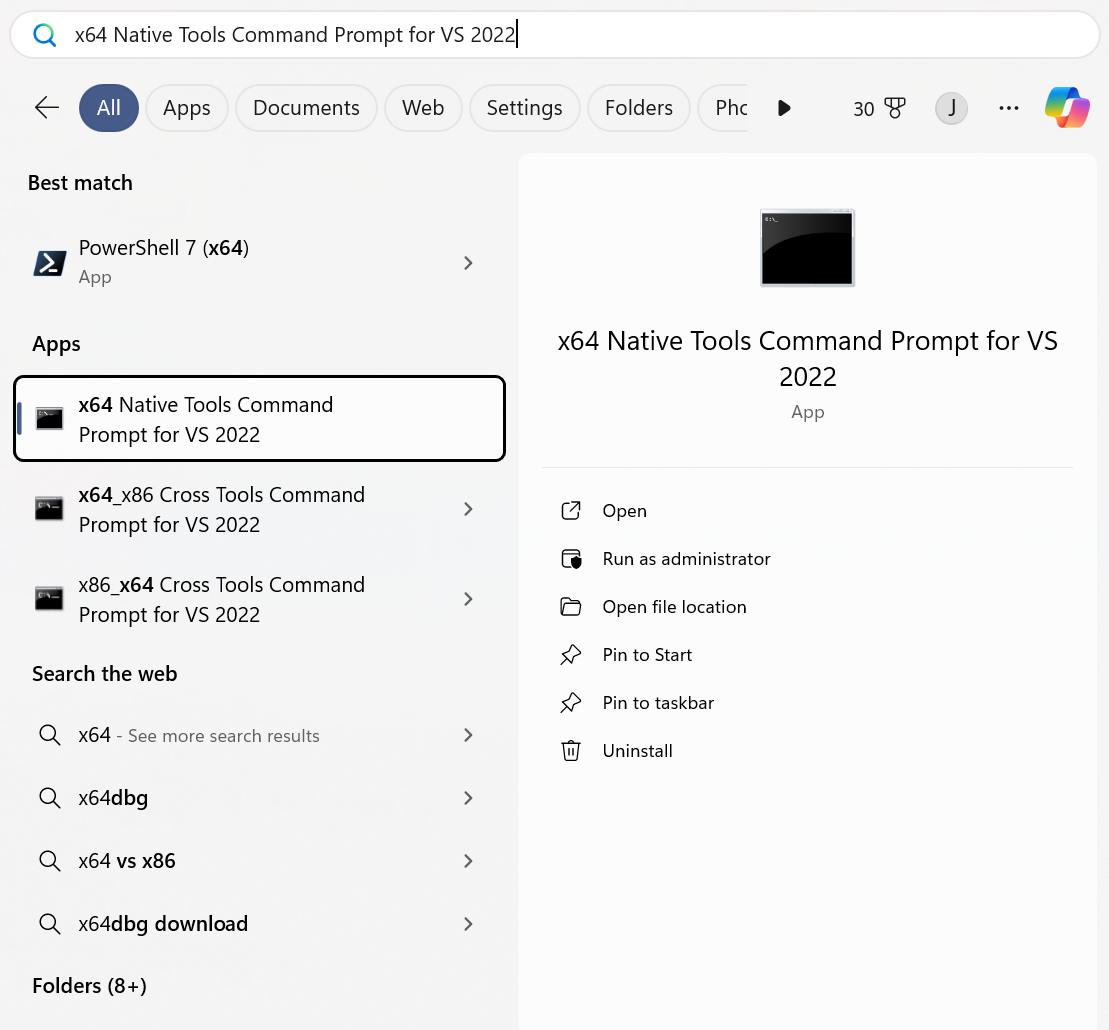 x64 Native Tools Command Prompt for VS 2022
All
Apps
Documents
Web
Settings
Folders
30
J
Best match
PowerShell 7 (x64)
App
Apps
x64 Native Tools Command
Prompt for VS 2022
x64_x86 Cross Tools Command
Prompt for VS 2022
x86_x64 Cross Tools Command
Prompt for VS 2022
Search the web
x64 - See more search results
x64dbg
x64 vs x86
x64dbg download
Folders (8+)
x64 Native Tools Command Prompt for VS
2022
App
Open
Run as administrator
Open file location
Pin to Start
Pin to taskbar
Uninstall